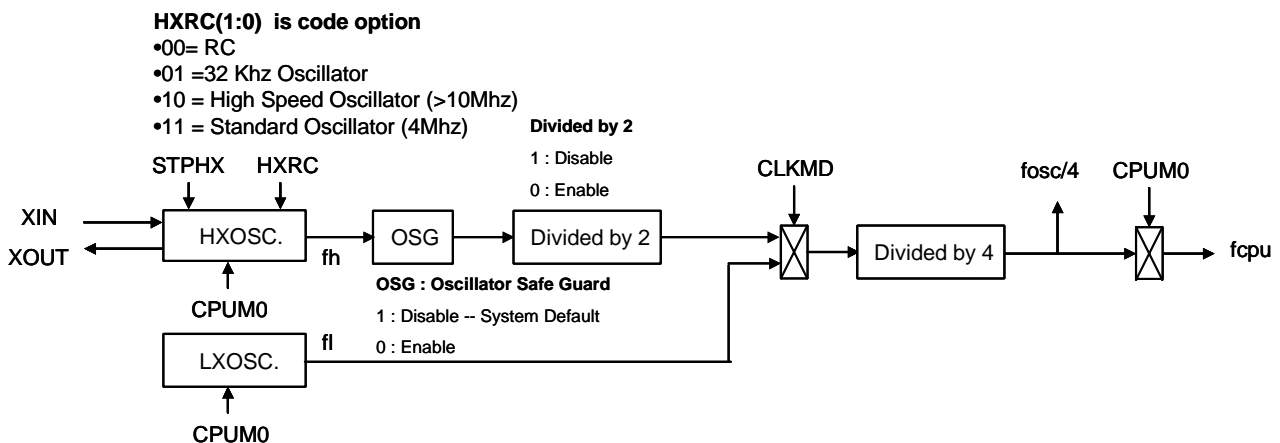 HXRC(1:0) is code option
•00= RC
•01 =32 Khz Oscillator
•10 = High Speed Oscillator (>10Mhz)
•11 = Standard Oscillator (4Mhz)
Divided by 2
1 : Disable
0 : Enable
STPHX
HXRC
CLKMD
fosc/4
CPUM0
XIN
XOUT
HXOSC.
fh
OSG
Divided by 2
Divided by 4
fcpu
CPUM0
OSG : Oscillator Safe Guard
1 : Disable -- System Default
0 : Enable
fl
LXOSC.
CPUM0